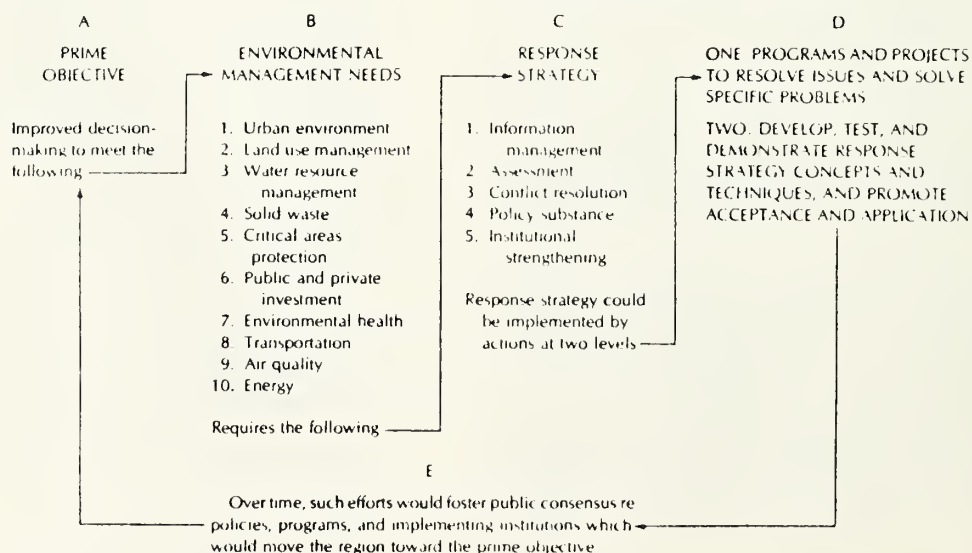 A
PRIME
OBJECTIVE
Improved decision-
making to meet the
following
B
ENVIRONMENTAL
MANAGEMENT NEEDS
1. Urban environment
2. Land use management
3 Water resource
management
4. Solid waste
5. Critical areas
protection
6. Public and private
investment
7. Environmental health
8. Transportation
9. Air quality
10. Energy
Requires the following
C
RESPONSE
STRATEGY
1. Information
management
2 Assessment
3 Conflict resolution
4 Policy substance
5. Institutional
strengthening
Response strategy could
be implemented by
actions at two levels
D
ONE PROGRAMS AND PROJECTS
TO RESOLVE ISSUES AND SOLVE
SPECIFIC PROBLEMS
TWO. DEVELOP, TEST, AND
DEMONSTRATE RESPONSE
STRATEGY CONCEPTS AND
TECHNIQUES, AND PROMOTE
ACCEPTANCE AND APPLICATION
E
Over time, such efforts would foster public consensus re
policies, programs, and implementing institutions which
would move the region toward the prime objective